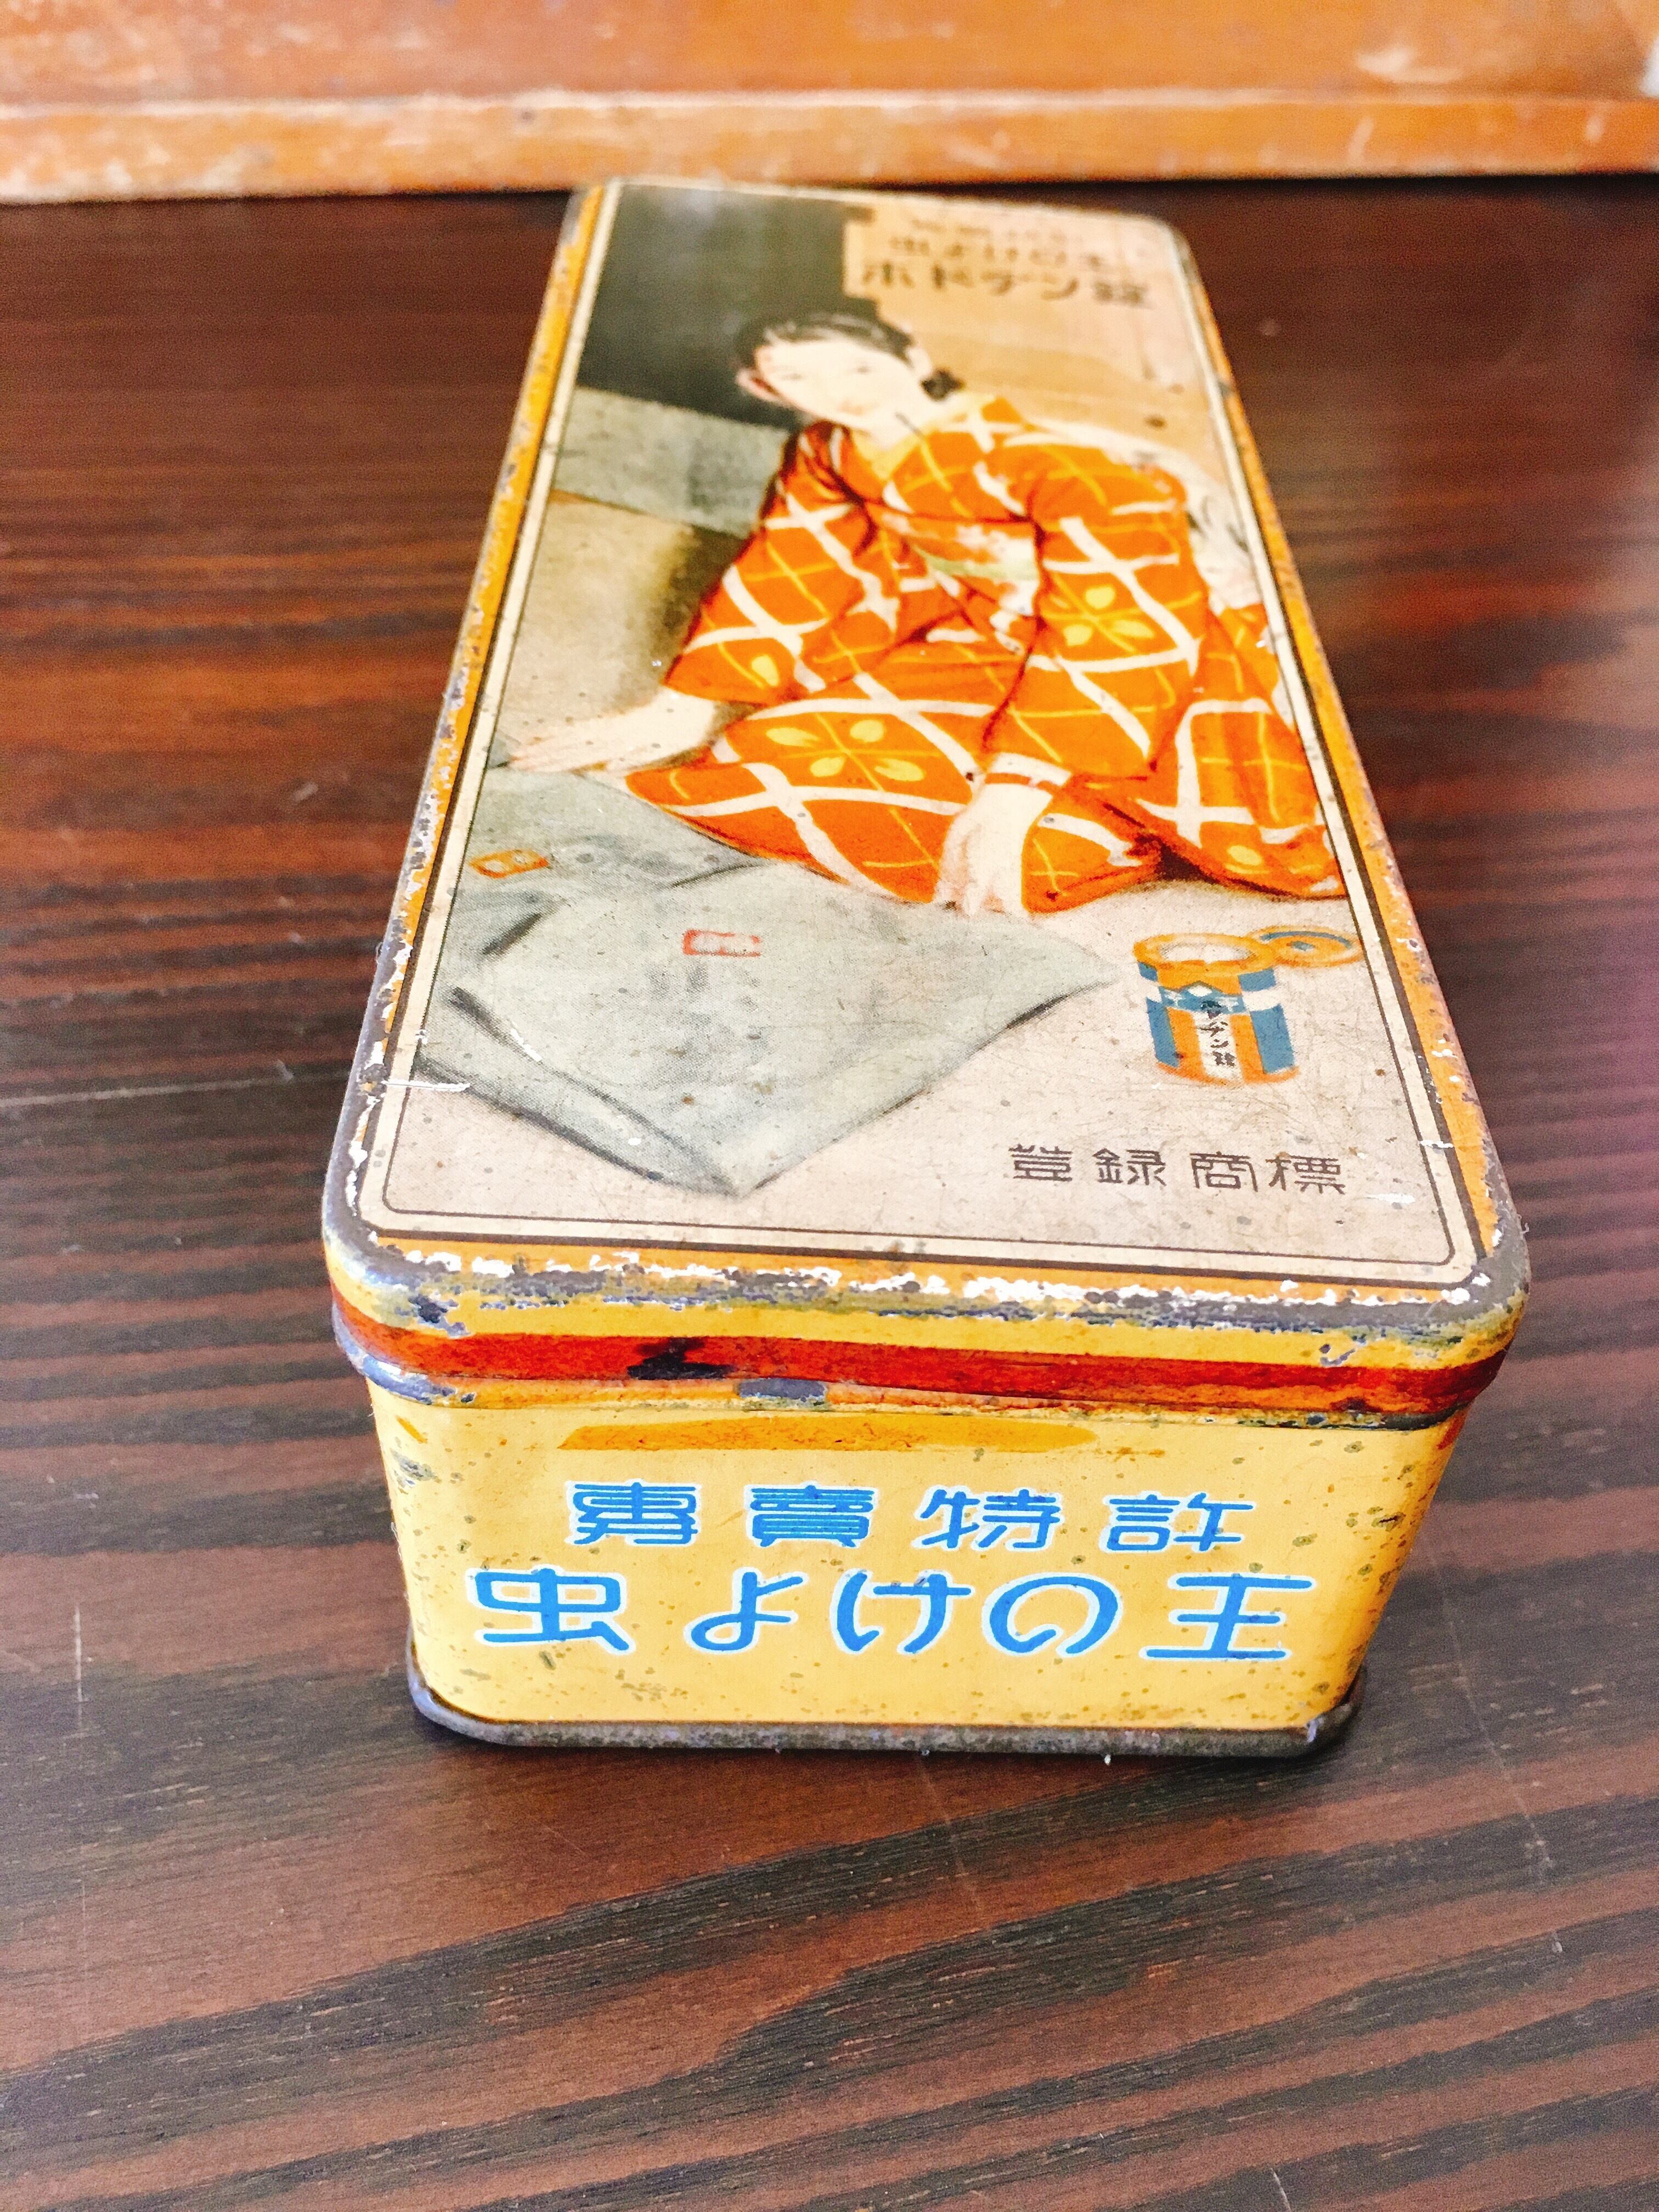 虫よけの王
ホドヂン錠
登録商標
專賣特許
虫よけの王